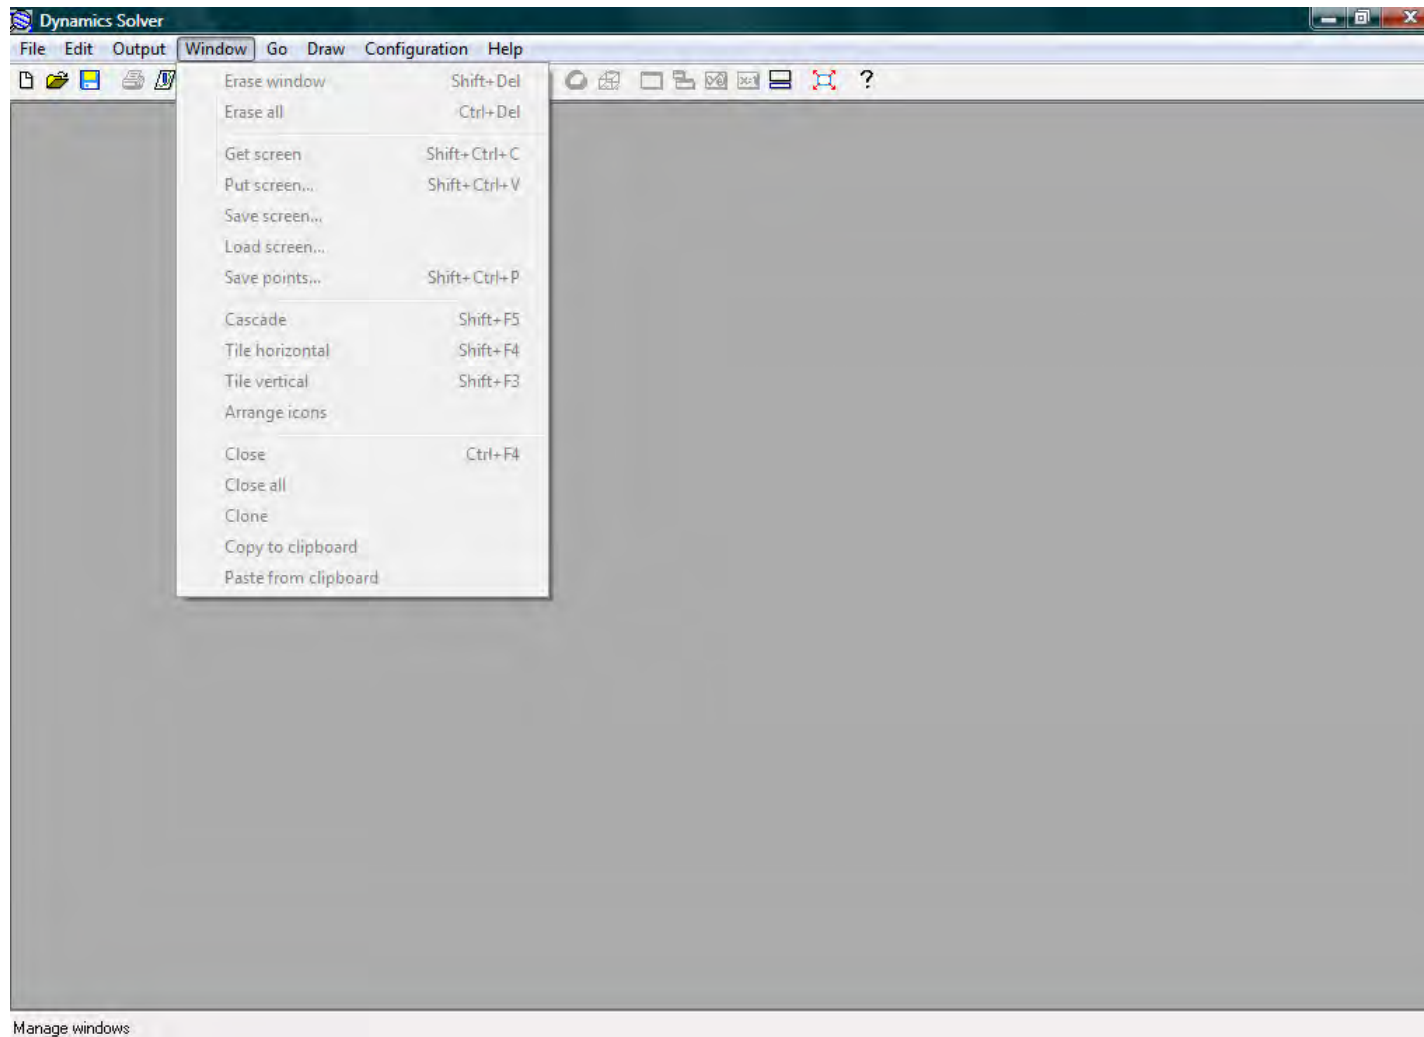 Dynamics Solver
File Edit Output Window Go Draw Configuration Help
?
Erase window Shift+Del
Erase all Ctrl+Del
Get screen Shift+Ctrl+C
Put screen... Shift+Ctrl+V
Save screen...
Load screen...
Save points... Shift+Ctrl+P
Cascade Shift+F5
Tile horizontal Shift+F4
Tile vertical Shift+F3
Arrange icons
Close Ctrl+F4
Close all
Clone
Copy to clipboard
Paste from clipboard
Manage windows